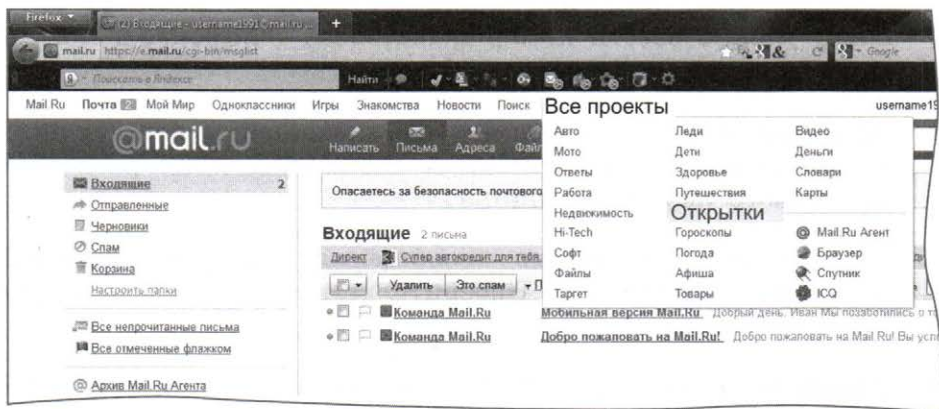 Firefox
(2) Входящие - username1991@mail.ru
mail.ru https://e.mail.ru/cgi-bin/msglist
Google
Поискать в Яндексе Найти
Mail.Ru Почта Мой Мир Одноклассники Игры Знакомства Новости Поиск Все проекты username19
@mail.ru
Написать Письма Адреса Файл
Авто Леди Видео
Мото Дети Деньги
Ответы Здоровье Словари
Работа Путешествия Карты
Недвижимость Открытки
Hi-Tech Гороскопы Mail.Ru Агент
Софт Погода Браузер
Файлы Афиша Спутник
Таргет Товары ICQ
Входящие 2
Отправленные
Черновики
Спам
Корзина
Настроить папки
Все непрочитанные письма
Все отмеченные флажком
Архив Mail.Ru Агента
Опасаетесь за безопасность почтового
Входящие 2 письма
Директ Супер автокредит для тебя.
Удалить Это спам
Команда Mail.Ru Мобильная версия Mail.Ru Добрый день, Иван Мы позаботились о
Команда Mail.Ru Добро пожаловать на Mail.Ru! Добро пожаловать на Mail.Ru! Вы